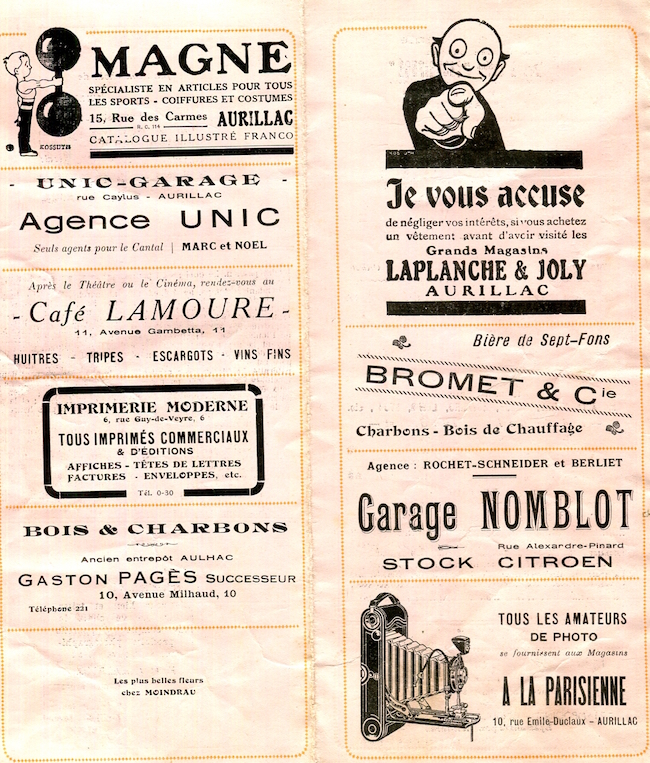 MAGNE
SPÉCIALISTE EN ARTICLES POUR TOUS
LES SPORTS - COIFFURES ET COSTUMES
15, Rue des Carmes AURILLAC
R. C. 114
CATALOGUE ILLUSTRÉ FRANCO
KOSSUTH
- UNIC-GARAGE -
rue Caylus - AURILLAC
Agence UNIC
Seuls agents pour le Cantal | MARC et NOEL
Après le Théâtre ou le Cinéma, rendez-vous au
- Café LAMOURE -
11, Avenue Gambetta, 11
HUITRES - TRIPES - ESCARGOTS - VINS FINS
IMPRIMERIE MODERNE
6, rue Guy-de-Veyre, 6
TOUS IMPRIMÉS COMMERCIAUX
& D'ÉDITIONS
AFFICHES - TÊTES DE LETTRES
FACTURES - ENVELOPPES, etc.
Tél. 0-30
BOIS & CHARBONS
Ancien entrepôt AULHAC
GASTON PAGÈS SUCCESSEUR
10, Avenue Milhaud, 10
Téléphone 221
Les plus belles fleurs
chez MOINDRAU
Je vous accuse
de négliger vos intérêts, si vous achetez
un vêtement avant d'avcir visité les
Grands Magasins
LAPLANCHE & JOLY
AURILLAC
Bière de Sept-Fons
BROMET & Cie
Charbons - Bois de Chauffage
Agence : ROCHET-SCHNEIDER et BERLIET
Garage NOMBLOT
Rue Alexardre-Pinard
STOCK CITROEN
TOUS LES AMATEURS
DE PHOTO
se fournissent aux Magasins
A LA PARISIENNE
10, rue Emile-Duclaux - AURILLAC